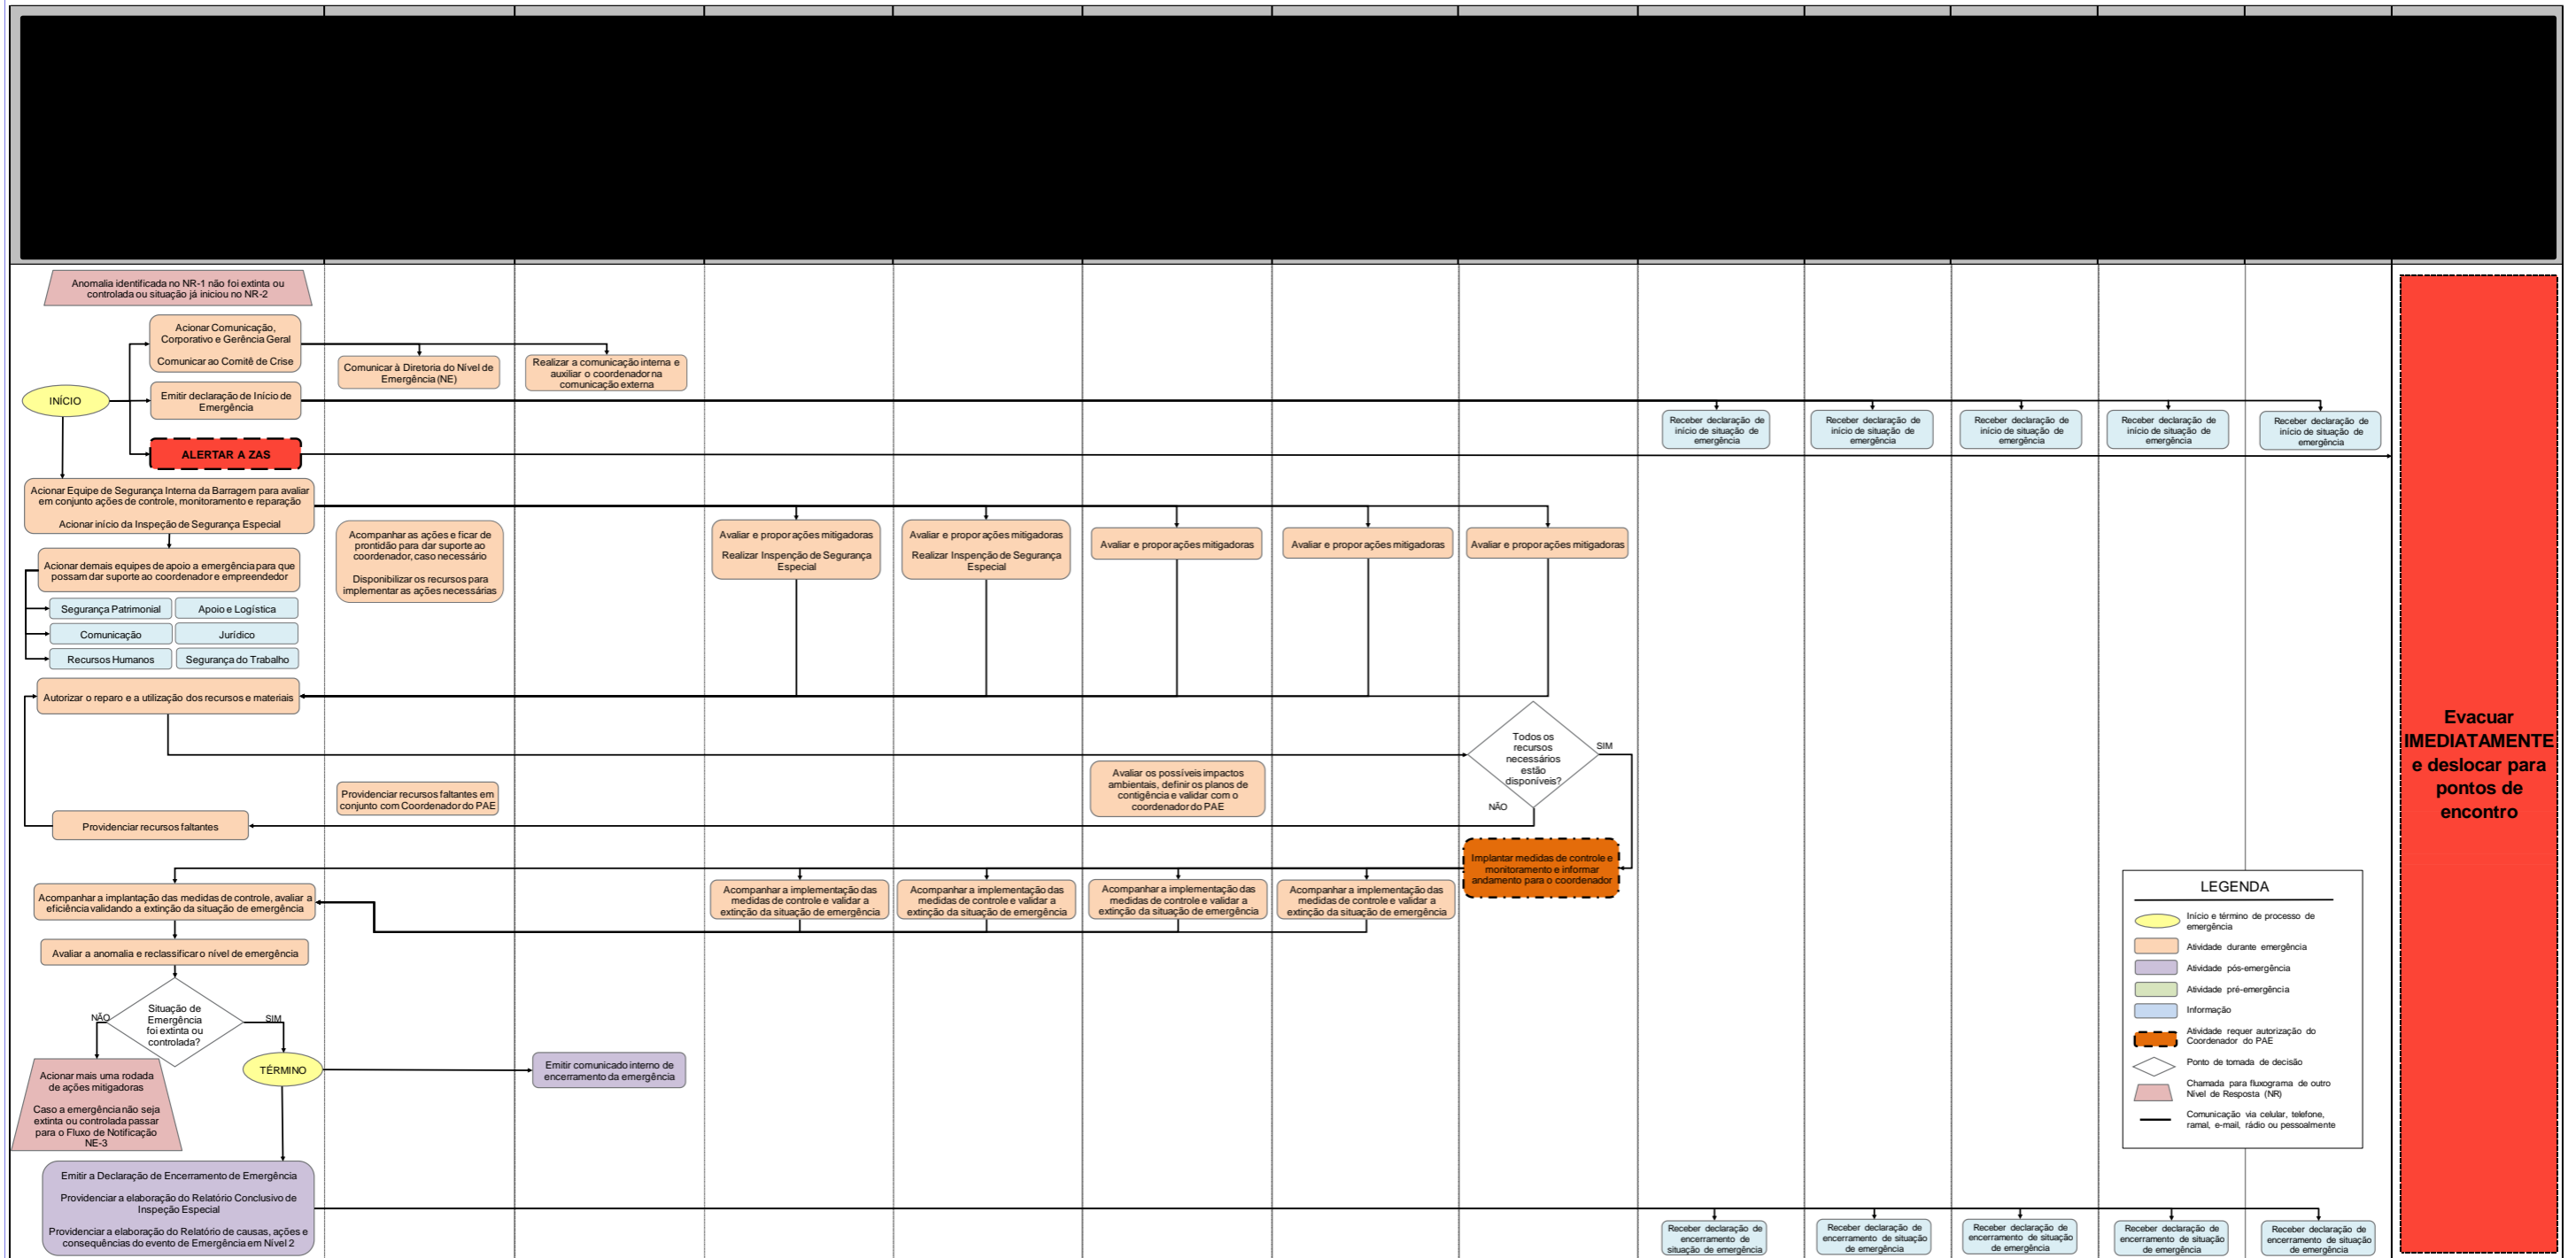 Anomalia identificada no NR-1 não foi extinta ou
controlada ou situação já iniciou no NR-2
Acionar Comunicação,
Corporativo e Gerência Geral
Comunicar ao Comitê de Crise
Comunicar à Diretoria do Nível de
Emergência (NE)
Realizar a comunicação interna e
auxiliar o coordenador na
comunicação externa
INÍCIO
Emitir declaração de Início de
Emergência
Receber declaração de
início de situação de
emergência
Receber declaração de
início de situação de
emergência
Receber declaração de
início de situação de
emergência
Receber declaração de
início de situação de
emergência
Receber declaração de
início de situação de
emergência
ALERTAR A ZAS
Acionar Equipe de Segurança Interna da Barragem para avaliar
em conjunto ações de controle, monitoramento e reparação
Acionar início da Inspeção de Segurança Especial
Acompanhar as ações e ficar de
prontidão para dar suporte ao
coordenador, caso necessário
Disponibilizar os recursos para
implementar as ações necessárias
Avaliar e propor ações mitigadoras
Realizar Inspenção de Segurança
Especial
Avaliar e propor ações mitigadoras
Realizar Inspeção de Segurança
Especial
Avaliar e propor ações mitigadoras
Avaliar e propor ações mitigadoras
Avaliar e propor ações mitigadoras
Acionar demais equipes de apoio a emergência para que
possam dar suporte ao coordenador e empreendedor
Segurança Patrimonial
Apoio e Logística
Comunicação
Jurídico
Recursos Humanos
Segurança do Trabalho
Autorizar o reparo e a utilização dos recursos e materiais
Todos os
recursos
necessários
estão
disponíveis?
SIM
NÃO
Evacuar
IMEDIATAMENTE
e deslocar para
pontos de
encontro
Avaliar os possíveis impactos
ambientais, definir os planos de
contigência e validar com o
coordenador do PAE
Providenciar recursos faltantes em
conjunto com Coordenador do PAE
Providenciar recursos faltantes
Implantar medidas de controle e
monitoramento e informar
andamento para o coordenador
Acompanhar a implantação das medidas de controle, avaliar a
eficiência validando a extinção da situação de emergência
Acompanhar a implementação das
medidas de controle e validar a
extinção da situação de emergência
Acompanhar a implementação das
medidas de controle e validar a
extinção da situação de emergência
Acompanhar a implementação das
medidas de controle e validar a
extinção da situação de emergência
Acompanhar a implementação das
medidas de controle e validar a
extinção da situação de emergência
Avaliar a anomalia e reclassificar o nível de emergência
Situação de
Emergência
foi extinta ou
controlada?
NÃO
SIM
TÉRMINO
Emitir comunicado interno de
encerramento da emergência
Acionar mais uma rodada
de ações mitigadoras
Caso a emergência não seja
extinta ou controlada passar
para o Fluxo de Notificação
NE-3
LEGENDA
Início e término de processo de
emergência
Atividade durante emergência
Atividade pós-emergência
Atividade pré-emergência
Informação
Atividade requer autorização do
Coordenador do PAE
Ponto de tomada de decisão
Chamada para fluxograma de outro
Nível de Resposta (NR)
Comunicação via celular, telefone,
ramal, e-mail, rádio ou pessoalmente
Emitir a Declaração de Encerramento de Emergência
Providenciar a elaboração do Relatório Conclusivo de
Inspeção Especial
Providenciar a elaboração do Relatório de causas, ações e
consequências do evento de Emergência em Nível 2
Receber declaração de
encerramento de
situação de emergência
Receber declaração de
encerramento de situação
de emergência
Receber declaração de
encerramento de situação
de emergência
Receber declaração de
encerramento de situação
de emergência
Receber declaração de
encerramento de situação
de emergência